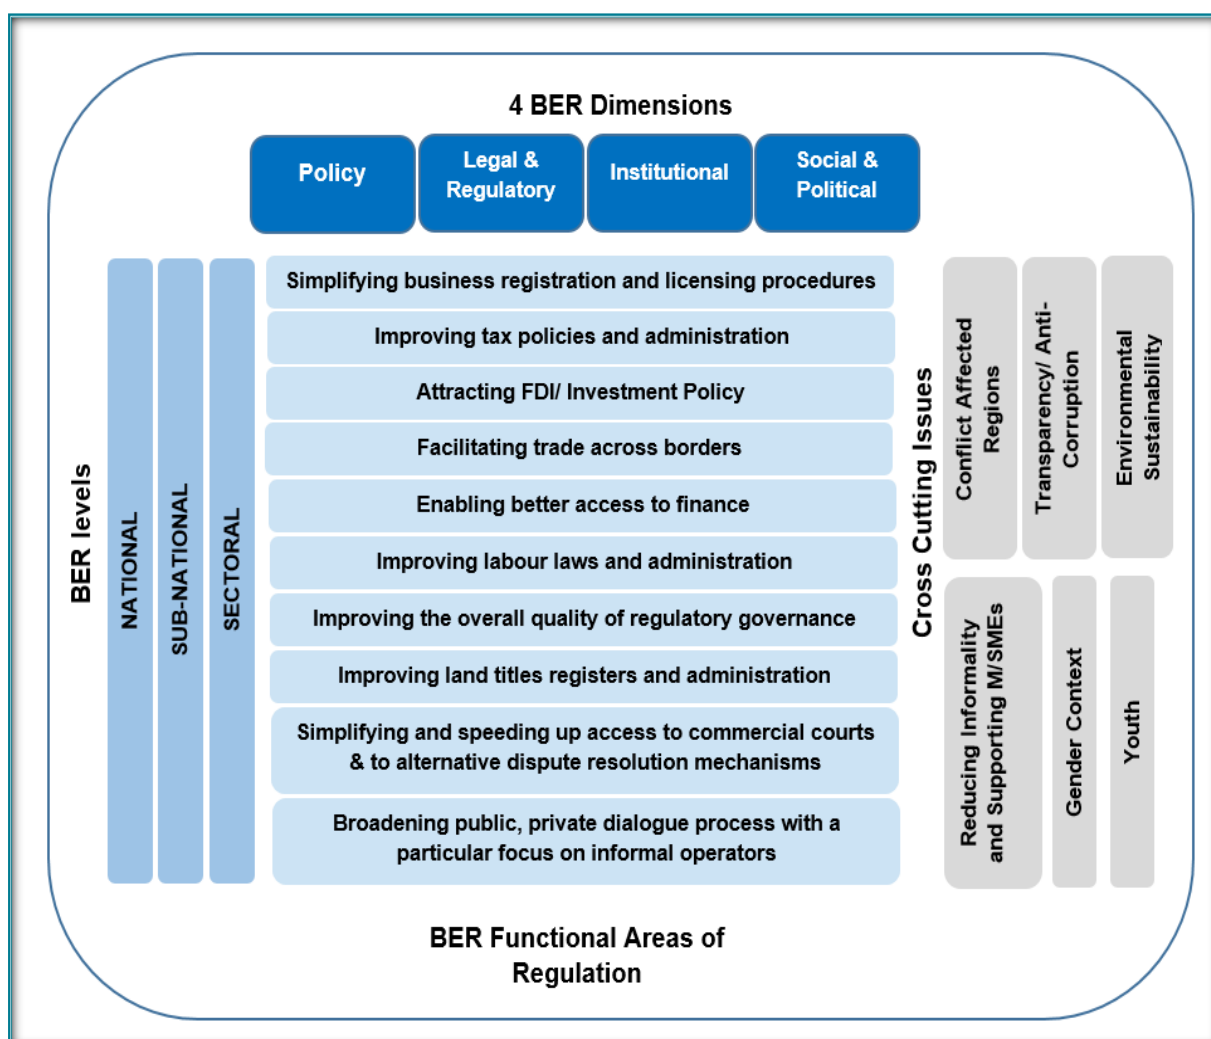 4 BER Dimensions
Policy
Legal &
Regulatory
Institutional
Social &
Political
BER levels
NATIONAL
SUB-NATIONAL
SECTORAL
Simplifying business registration and licensing procedures
Improving tax policies and administration
Attracting FDI/ Investment Policy
Facilitating trade across borders
Enabling better access to finance
Improving labour laws and administration
Improving the overall quality of regulatory governance
Improving land titles registers and administration
Simplifying and speeding up access to commercial courts
& to alternative dispute resolution mechanisms
Broadening public, private dialogue process with a
particular focus on informal operators
Cross Cutting Issues
Conflict Affected
Regions
Transparency/ Anti-
Corruption
Environmental
Sustainability
Reducing Informality
and Supporting M/SMEs
Gender Context
Youth
BER Functional Areas of
Regulation